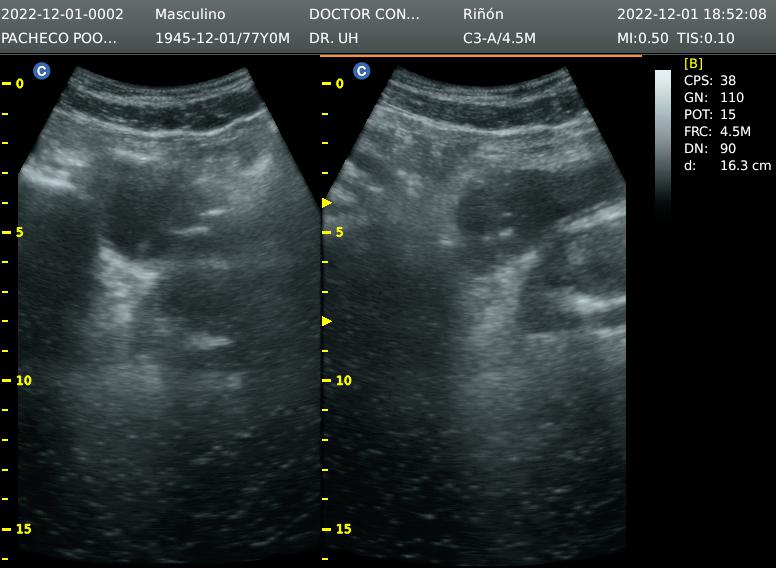 2022-12-01-0002 Masculino DOCTOR CON... Riñón 2022-12-01 18:52:08
PACHECO POO... 1945-12-01/77Y0M DR. UH C3-A/4.5M MI:0.50 TIS:0.10
C C
[B]
CPS: 38
GN: 110
POT: 15
FRC: 4.5M
DN: 90
d: 16.3 cm
0 0
5 5
10 10
15 15